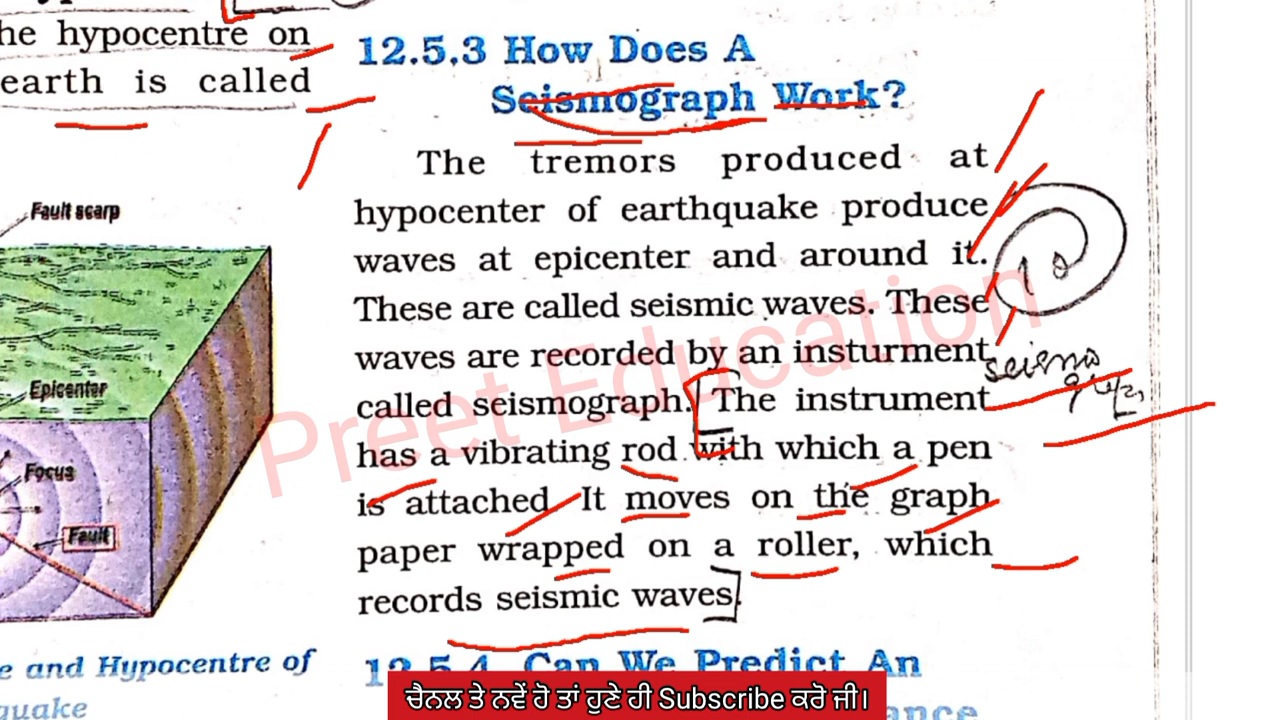 he hypocentre on
earth is called
Fault scarp
Epicenter
Focus
Fault
e and Hypocentre of
quake
12.5.3 How Does A
Seismograph Work?
The tremors produced at
hypocenter of earthquake produce
waves at epicenter and around it.
These are called seismic waves. These
waves are recorded by an insturment
called seismograph. The instrument
has a vibrating rod with which a pen
is attached It moves on the graph
paper wrapped on a roller, which
records seismic waves.
seismo
12.5.4 Can We Predict An
Preet Education
ਚੈਨਲ ਤੇ ਨਵੇਂ ਹੋ ਤਾਂ ਹੁਣੇ ਹੀ Subscribe ਕਰੋ ਜੀ।